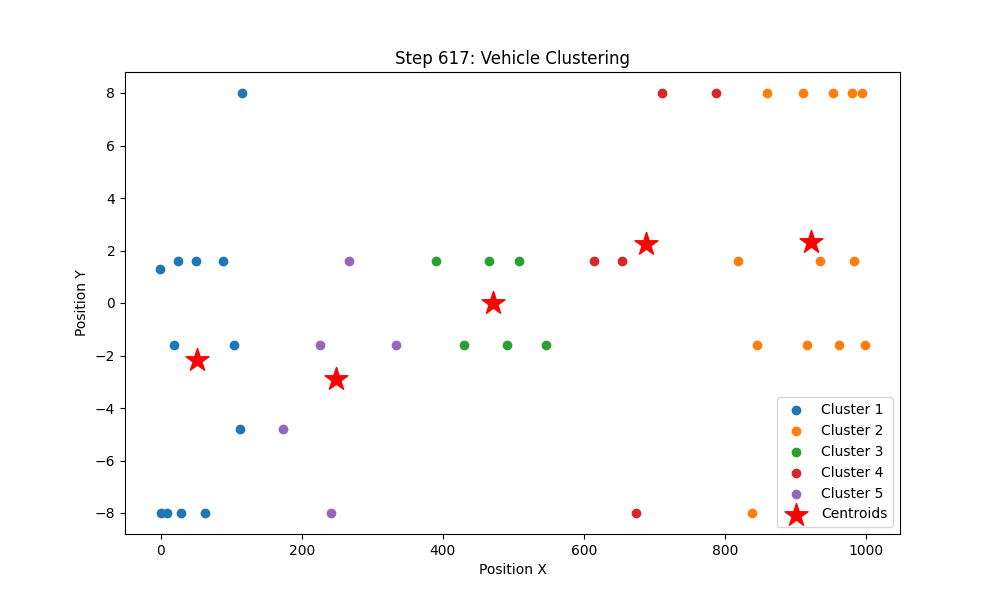 Step 617: Vehicle Clustering
8
6
4
2
0
−2
−4
−6
−8
Position Y
0 200 400 600 800 1000
Position X
Cluster 1
Cluster 2
Cluster 3
Cluster 4
Cluster 5
Centroids